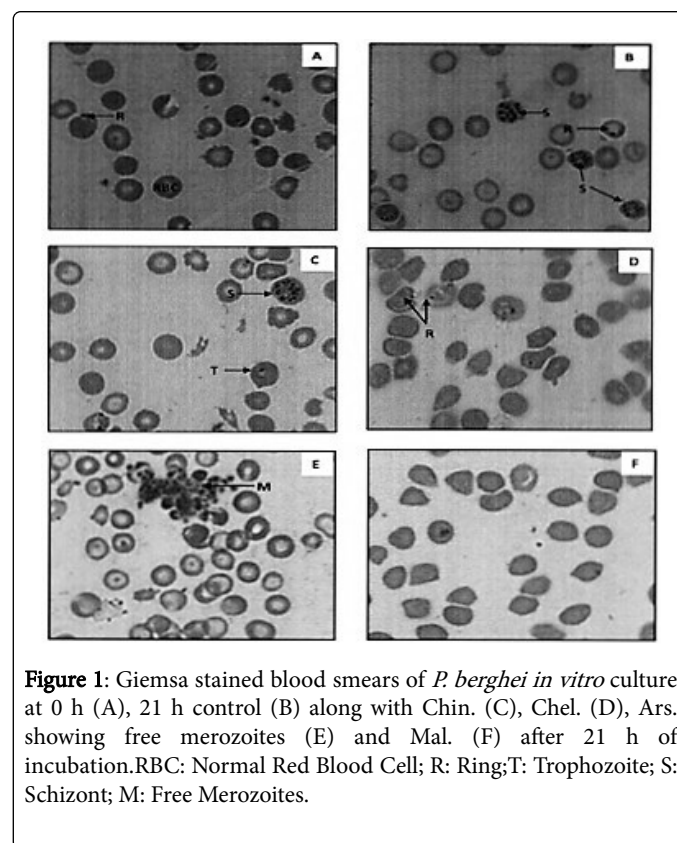 A
B
R
RBC
S
R
S
C
D
S
T
R
E
F
M
Figure 1: Giemsa stained blood smears of P. berghei in vitro culture
at 0 h (A), 21 h control (B) along with Chin. (C), Chel. (D), Ars.
showing free merozoites (E) and Mal. (F) after 21 h of
incubation.RBC: Normal Red Blood Cell; R: Ring;T: Trophozoite; S:
Schizont; M: Free Merozoites.